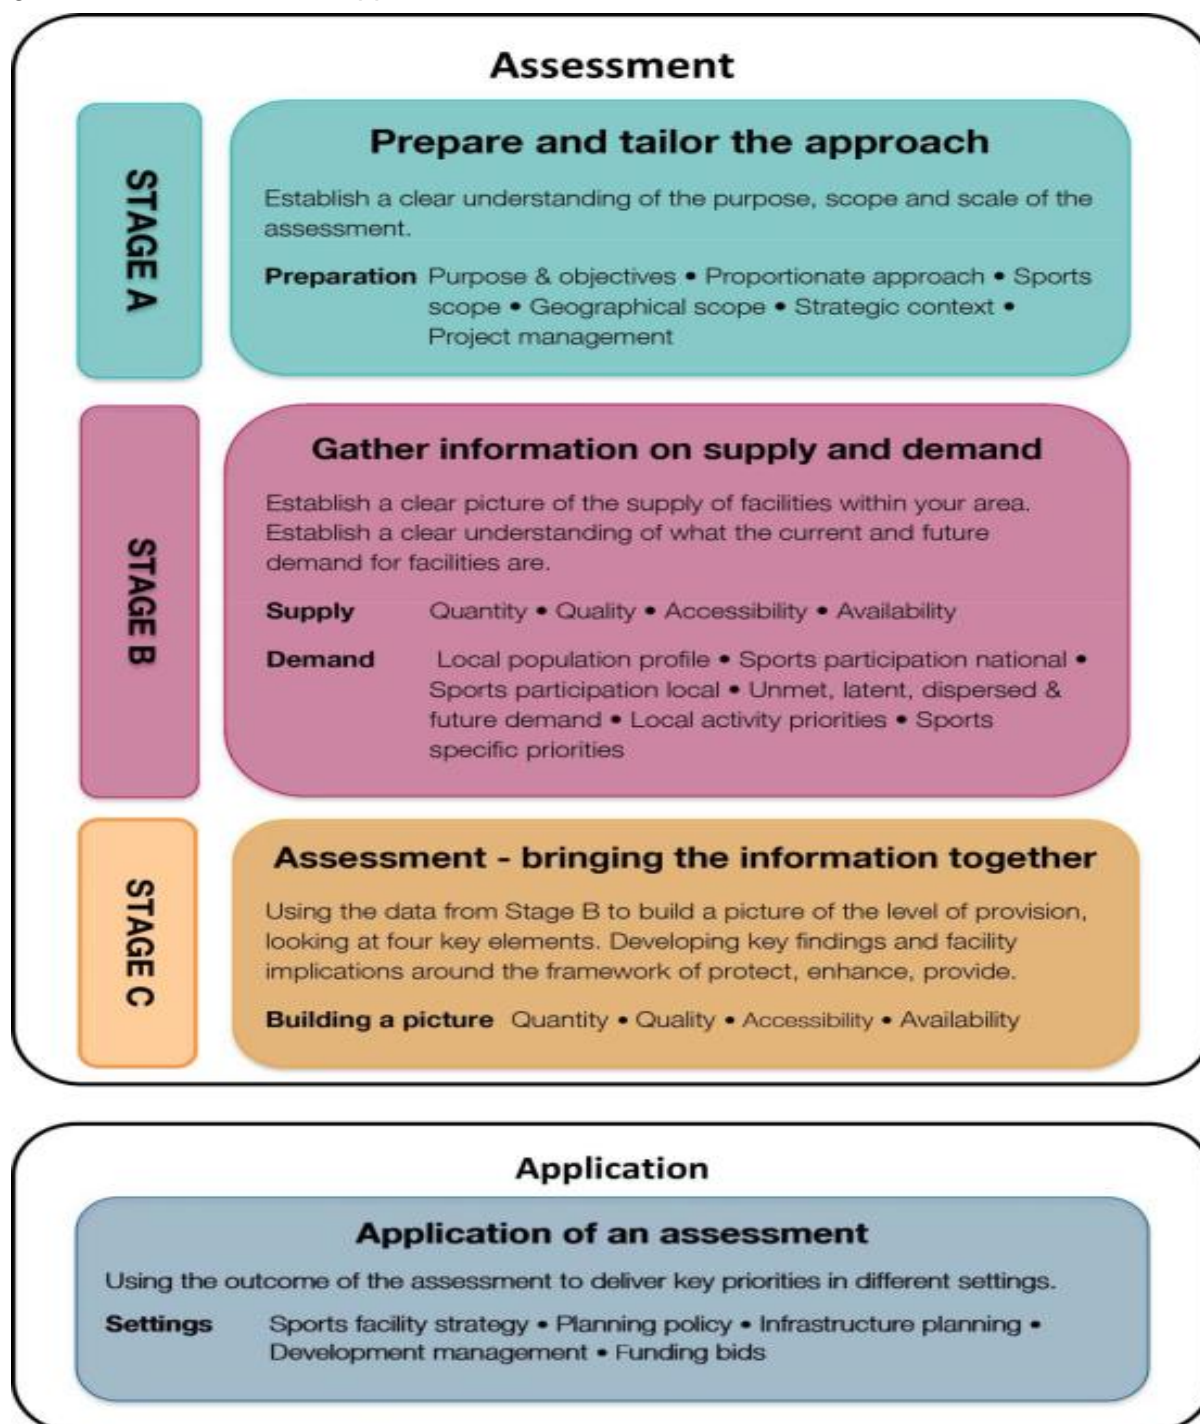 Assessment
STAGE A
Prepare and tailor the approach
Establish a clear understanding of the purpose, scope and scale of the
assessment.
Preparation Purpose & objectives • Proportionate approach • Sports
scope • Geographical scope • Strategic context •
Project management
STAGE B
Gather information on supply and demand
Establish a clear picture of the supply of facilities within your area.
Establish a clear understanding of what the current and future
demand for facilities are.
Supply Quantity • Quality • Accessibility • Availability
Demand Local population profile • Sports participation national •
Sports participation local • Unmet, latent, dispersed &
future demand • Local activity priorities • Sports
specific priorities
STAGE C
Assessment - bringing the information together
Using the data from Stage B to build a picture of the level of provision,
looking at four key elements. Developing key findings and facility
implications around the framework of protect, enhance, provide.
Building a picture Quantity • Quality • Accessibility • Availability
Application
Application of an assessment
Using the outcome of the assessment to deliver key priorities in different settings.
Settings Sports facility strategy • Planning policy • Infrastructure planning •
Development management • Funding bids